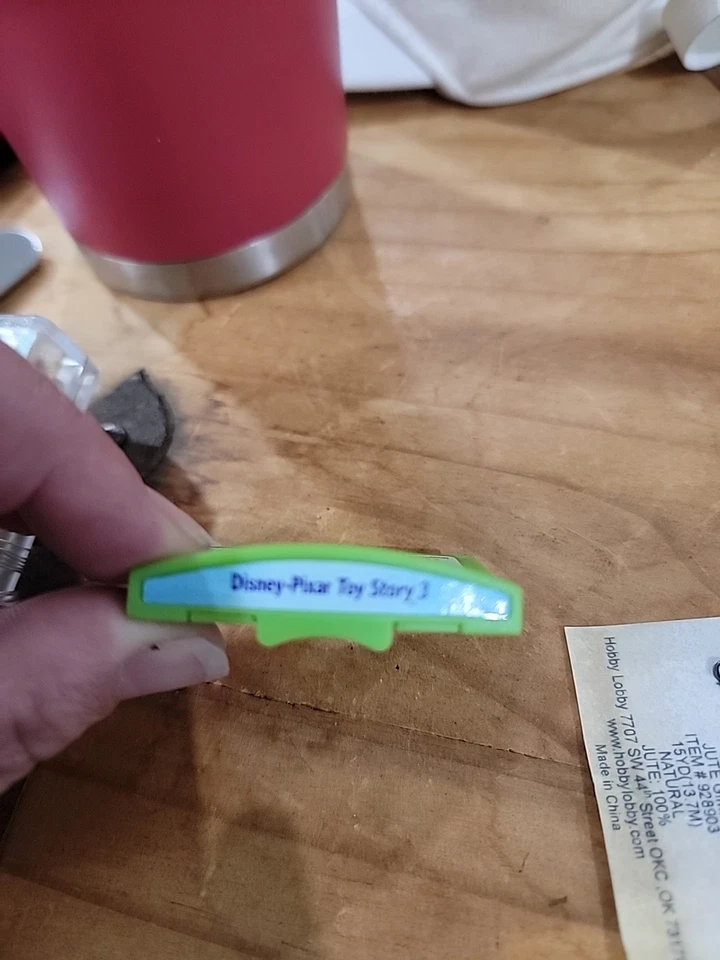 Disney-Pixar Toy Story 3
Hobby Lobby 7707 SW 44th Street OKC, OK
www.hobbylobby.com
Made in China
JUTE
ITEM # 928903
15YD(13.7M)
NATURAL
JUTE: 100%